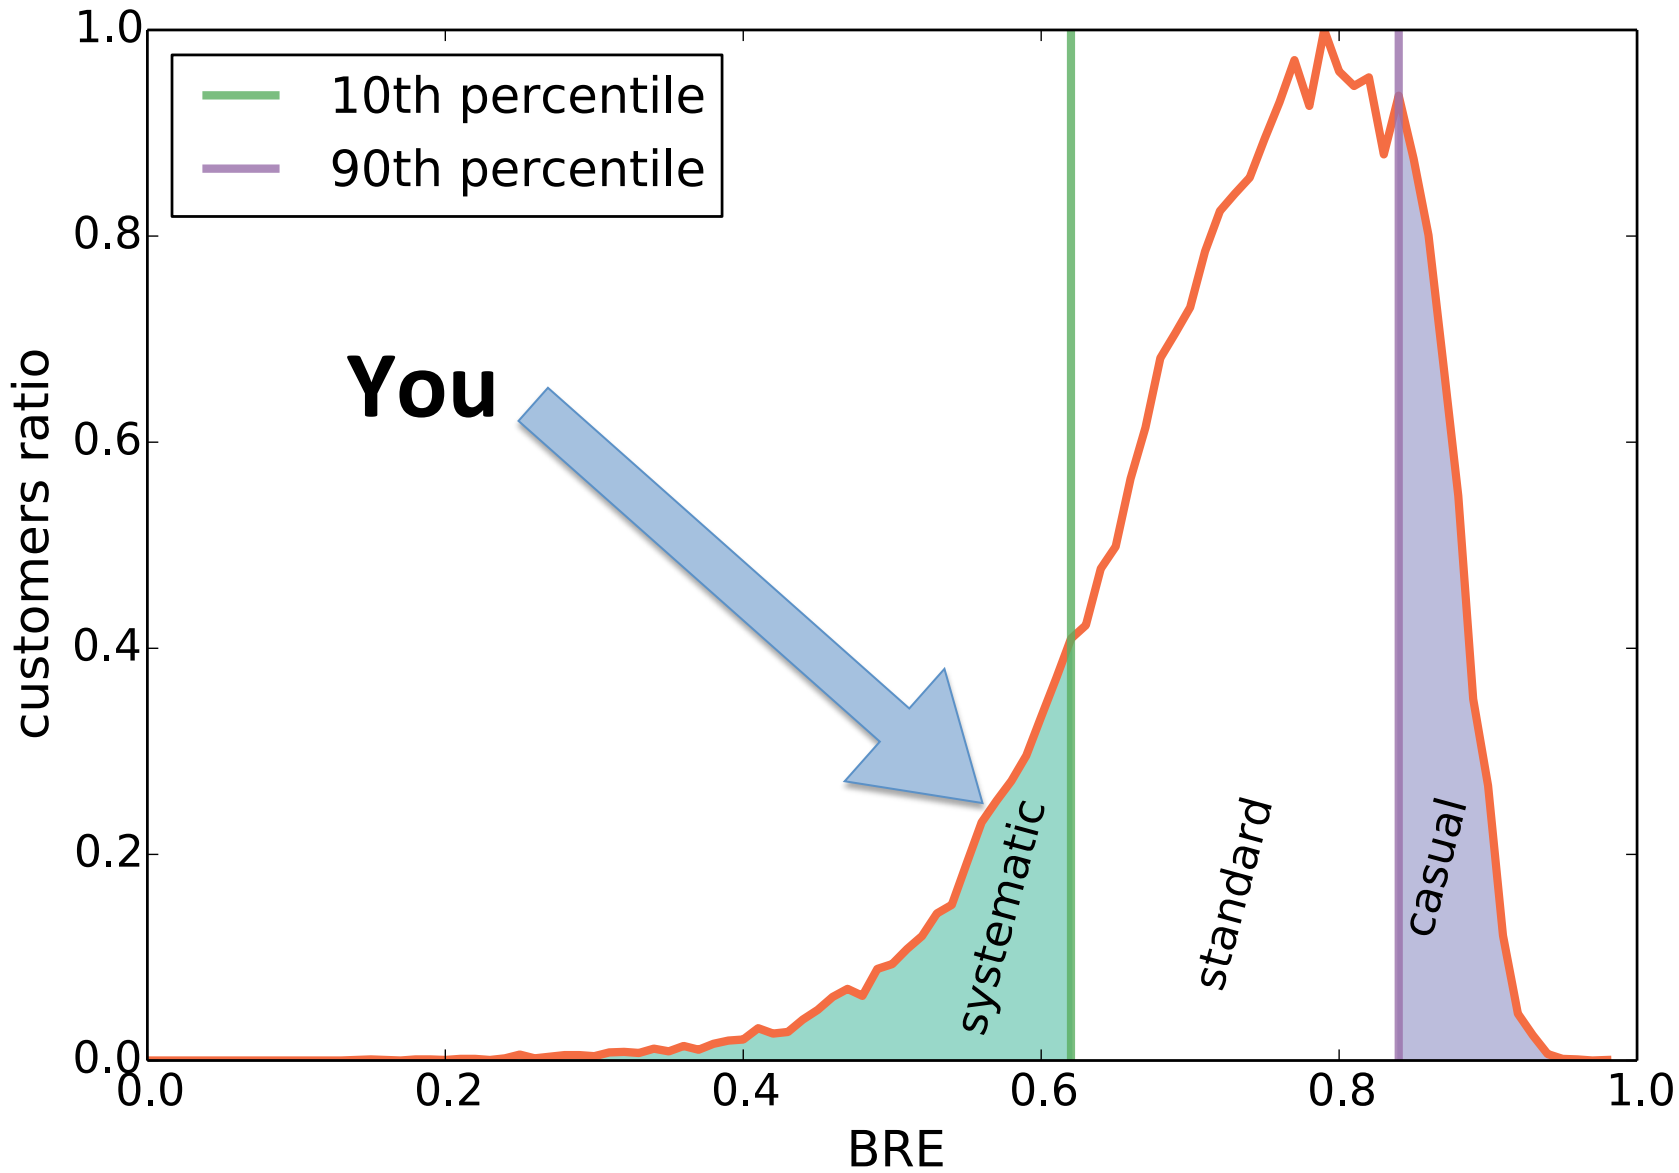 1.0
0.8
0.6
0.4
0.2
0.0
customers ratio
10th percentile
90th percentile
You
systematic
standard
casual
0.0 0.2 0.4 0.6 0.8 1.0
BRE